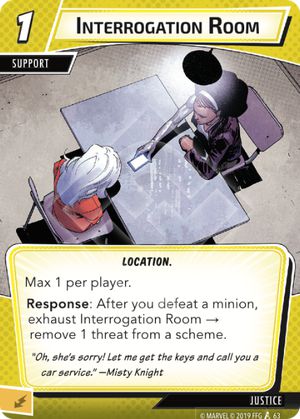 1
INTERROGATION ROOM
SUPPORT
LOCATION.
Max 1 per player.
Response: After you defeat a minion,
exhaust Interrogation Room →
remove 1 threat from a scheme.
"Oh, she's sorry! Let me get the keys and call you a
car service." —Misty Knight
JUSTICE
© MARVEL © 2019 FFG 63